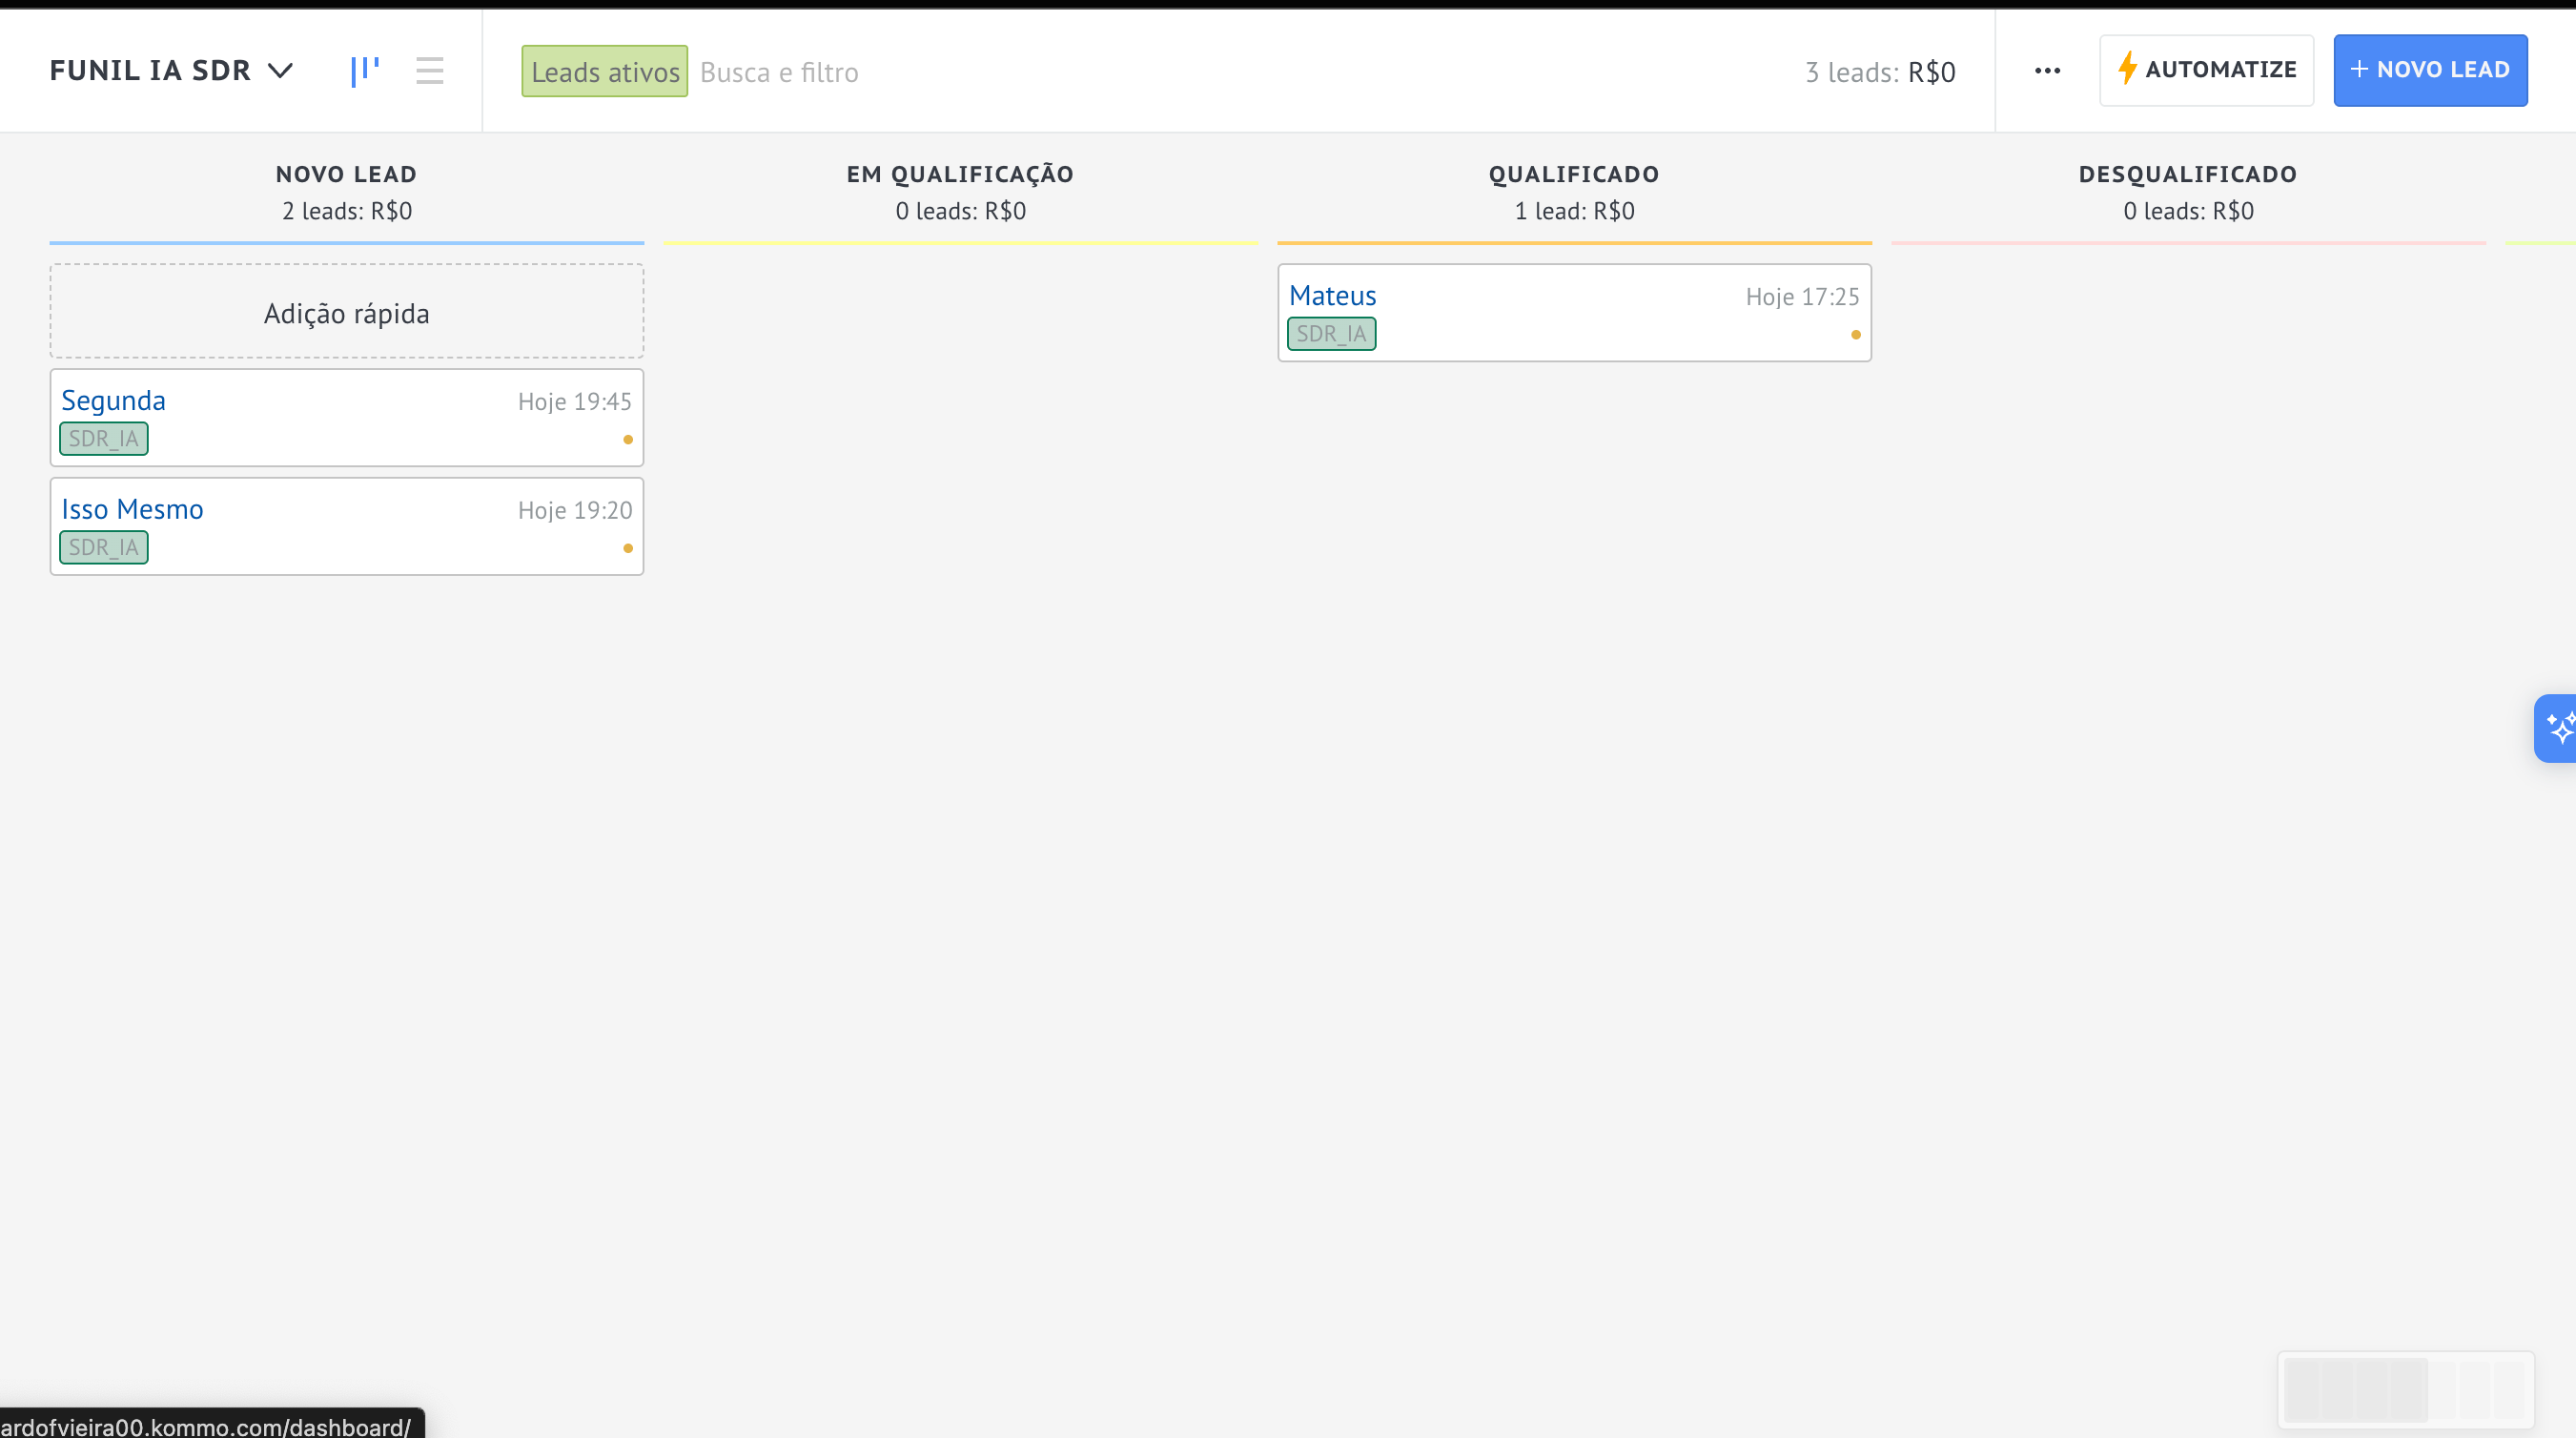 FUNIL IA SDR
Leads ativos Busca e filtro
3 leads: R$0
AUTOMATIZE
+ NOVO LEAD
NOVO LEAD
2 leads: R$0
EM QUALIFICAÇÃO
0 leads: R$0
QUALIFICADO
1 lead: R$0
DESQUALIFICADO
0 leads: R$0
Adição rápida
Segunda Hoje 19:45
SDR_IA
Isso Mesmo Hoje 19:20
SDR_IA
Mateus Hoje 17:25
SDR_IA
ardofvieira00.kommo.com/dashboard/